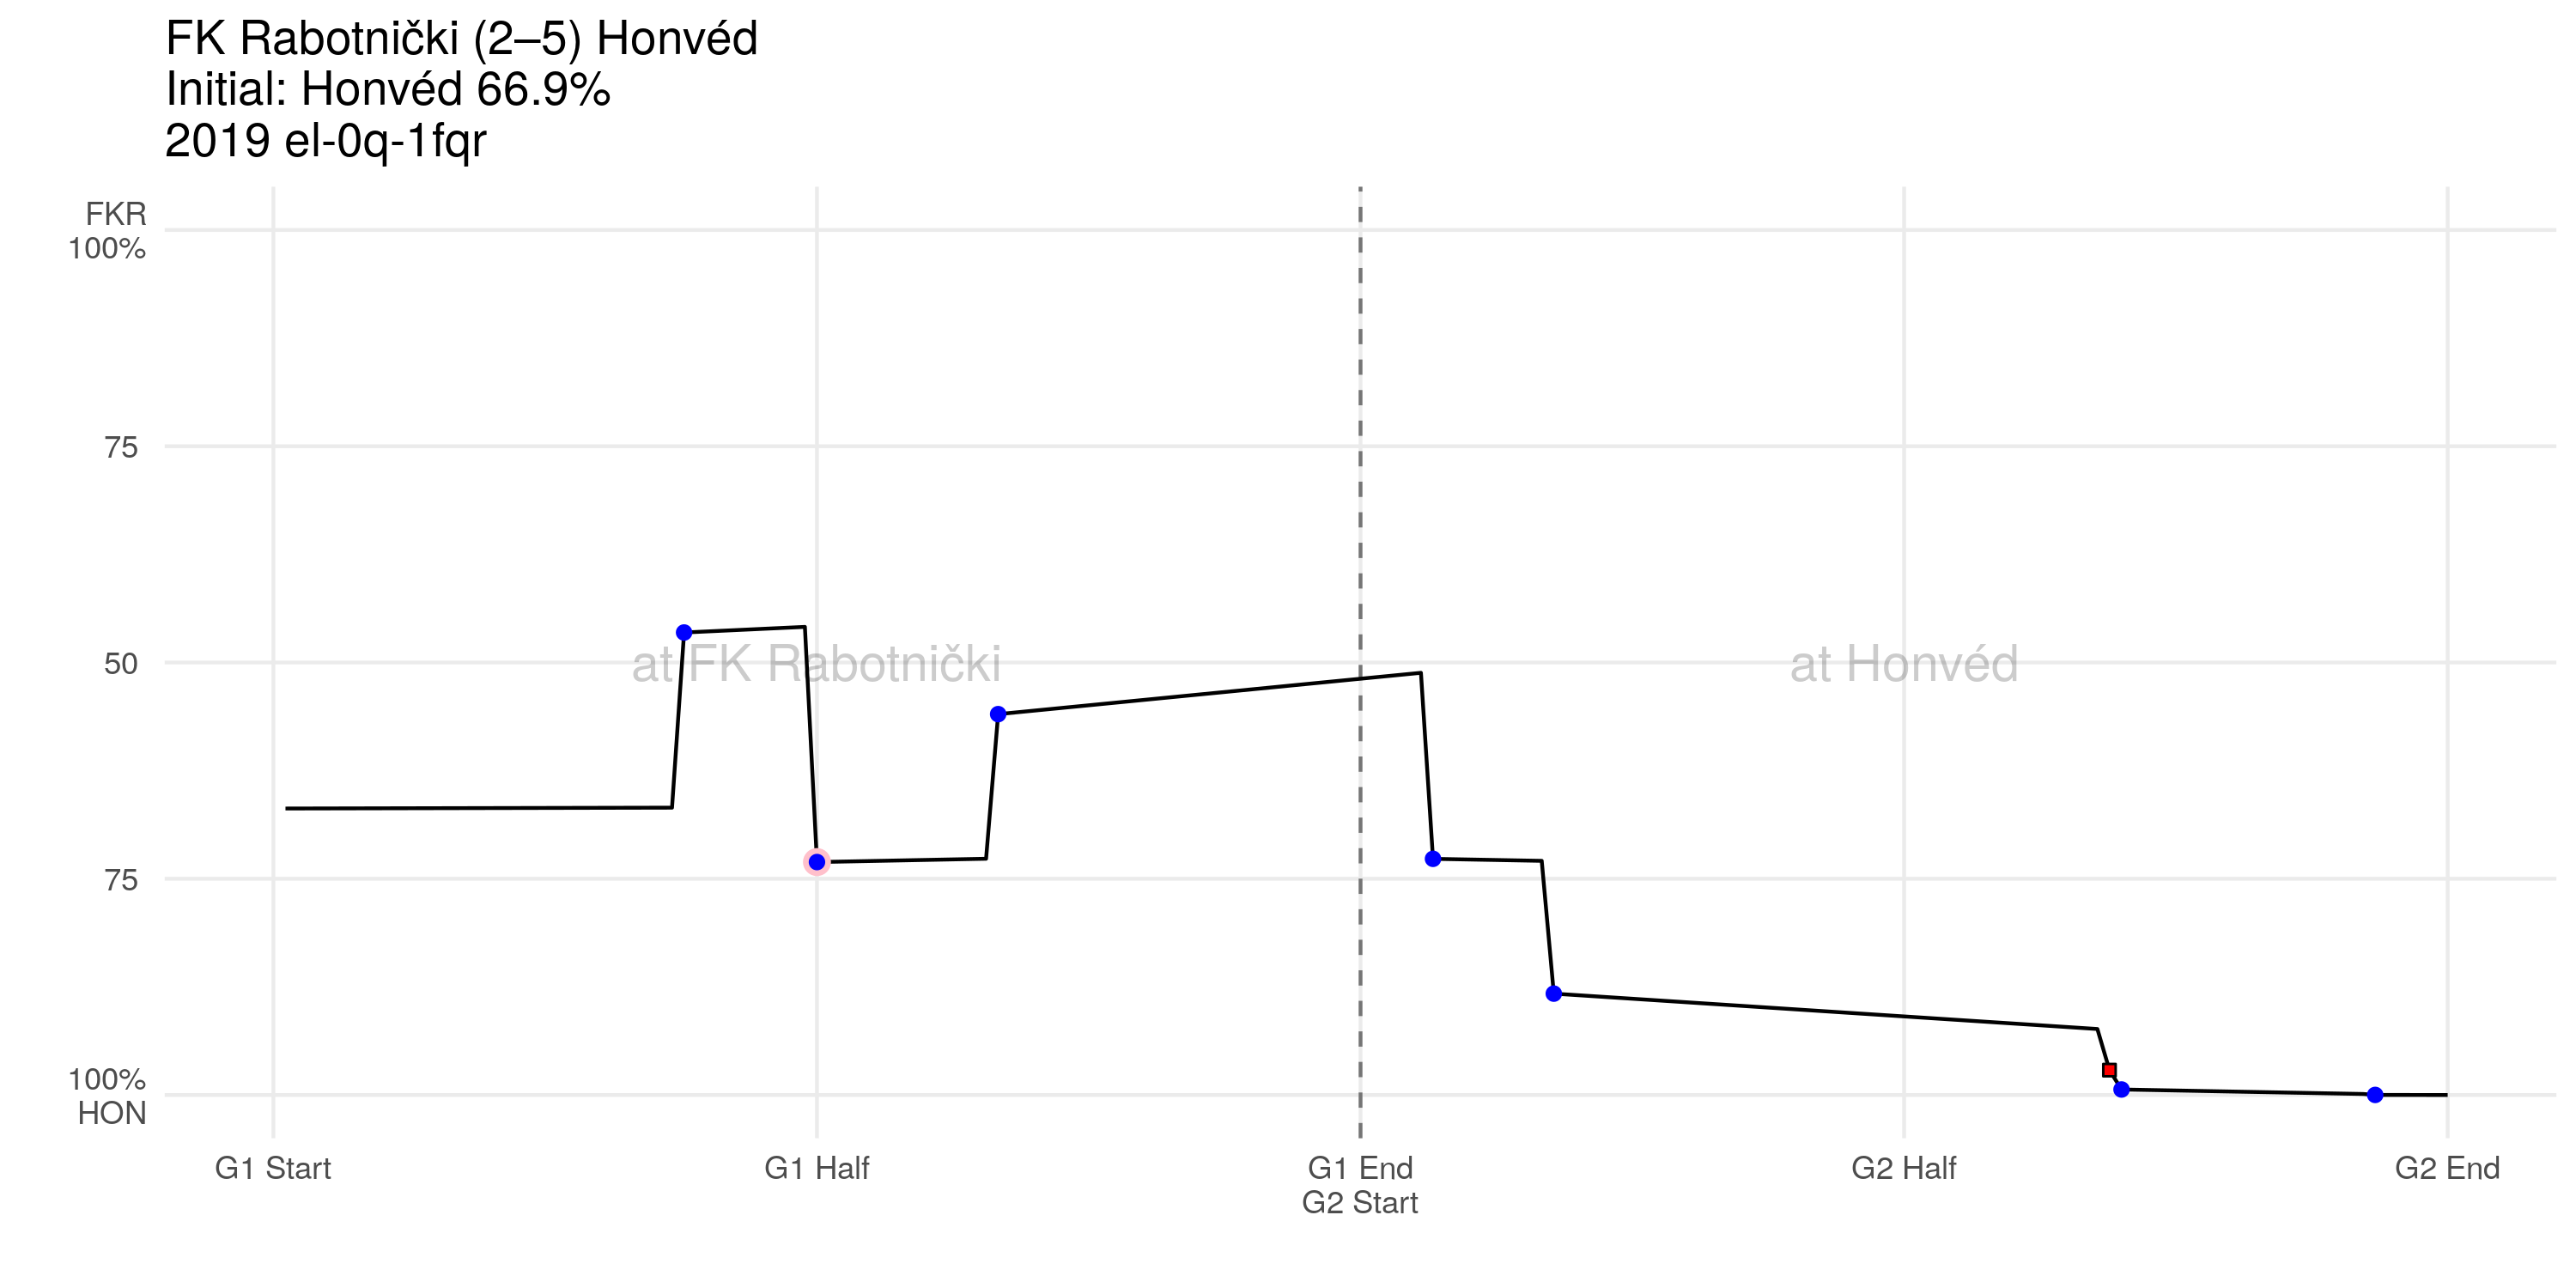 FK Rabotnički (2–5) Honvéd
Initial: Honvéd 66.9%
2019 el-0q-1fqr
FKR
100%
75
50
75
100%
HON
at FK Rabotnički
at Honvéd
G1 Start
G1 Half
G1 End
G2 Start
G2 Half
G2 End